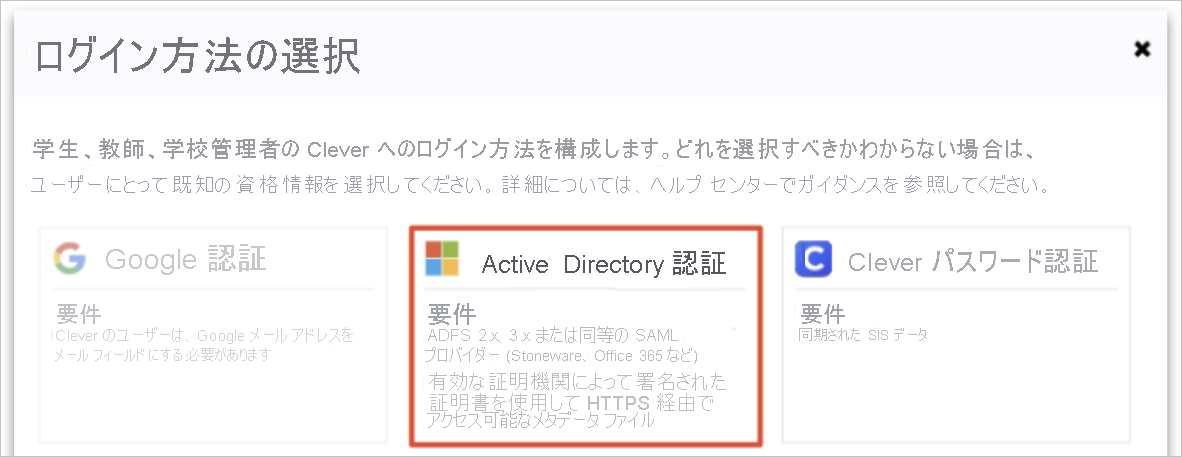 ログイン方法の選択
学生、教師、学校管理者の Clever へのログイン方法を構成します。どれを選択すべきかわからない場合は、
ユーザーにとって既知の資格情報を選択してください。詳細については、ヘルプ センターでガイダンスを参照してください。
Google 認証
要件
Clever のユーザーは、Google メール アドレスを
メール フィールドにする必要があります
Active Directory 認証
要件
ADFS 2.x, 3.x または同等の SAML
プロバイダー (Stoneware、Office 365 など)
有効な証明機関によって署名された
証明書を使用して HTTPS 経由で
アクセス可能なメタデータ ファイル
Clever パスワード認証
要件
同期された SIS データ